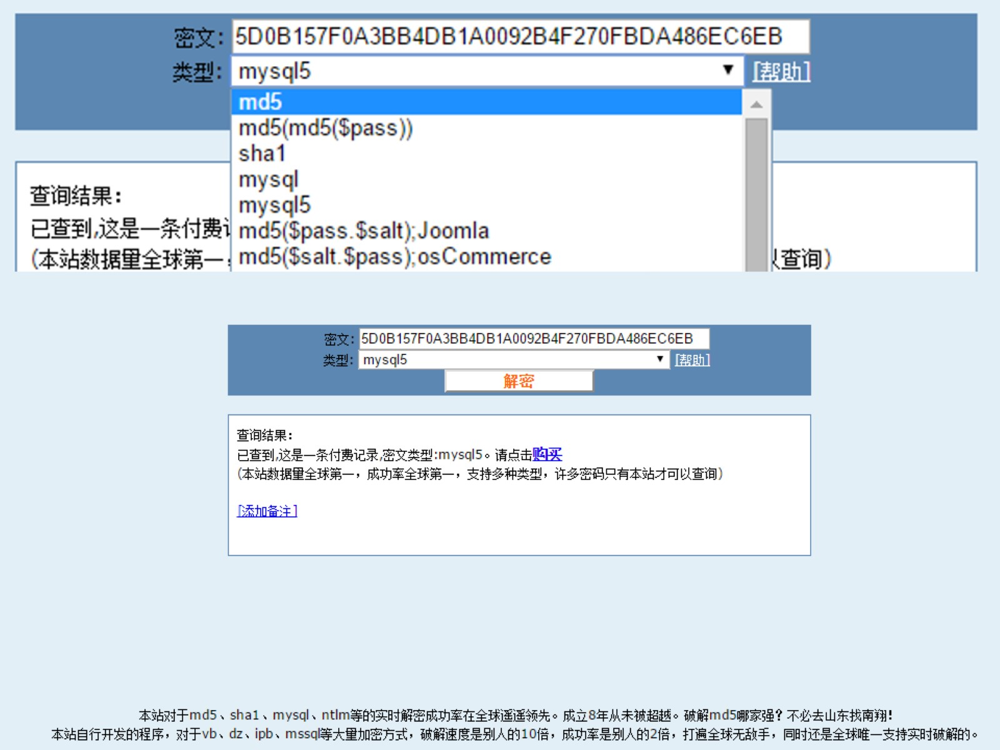 密文: 5D0B157F0A3BB4DB1A0092B4F270FBDA486EC6EB
类型: mysql5 [帮助]
md5
md5(md5($pass))
sha1
mysql
mysql5
md5($pass.$salt);Joomla
md5($salt.$pass);osCommerce
查询结果:
已查到,这是一条付费
(本站数据量全球第一, 查询)
密文: 5D0B157F0A3BB4DB1A0092B4F270FBDA486EC6EB
类型: mysql5 [帮助]
解密
查询结果:
已查到,这是一条付费记录,密文类型:mysql5。请点击购买
(本站数据量全球第一，成功率全球第一，支持多种类型，许多密码只有本站才可以查询)
[添加备注]
本站对于md5、sha1、mysql、ntlm等的实时解密成功率在全球遥遥领先。成立8年从未被超越。破解md5哪家强? 不必去山东找南翔!
本站自行开发的程序，对于vb、dz、ipb、mssql等大量加密方式，破解速度是别人的10倍，成功率是别人的2倍，打遍全球无敌手，同时还是全球唯一支持实时破解的。